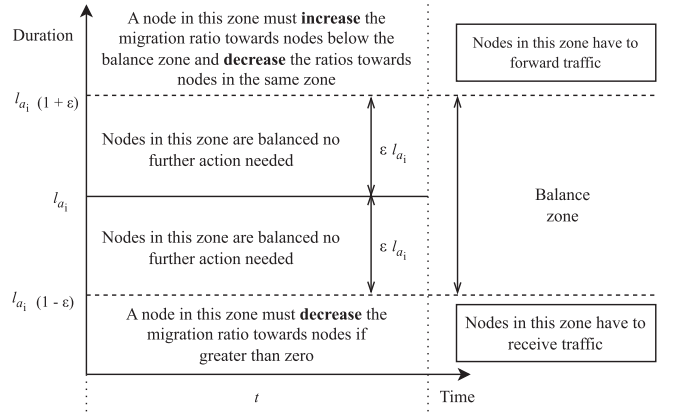 Duration
A node in this zone must increase the
migration ratio towards nodes below the
balance zone and decrease the ratios towards
nodes in the same zone
Nodes in this zone have to
forward traffic
l_{a_i} (1 + ε)
Nodes in this zone are balanced no
further action needed
ε l_{a_i}
l_{a_i}
Balance
zone
Nodes in this zone are balanced no
further action needed
ε l_{a_i}
l_{a_i} (1 - ε)
A node in this zone must decrease the
migration ratio towards nodes if
greater than zero
Nodes in this zone have to
receive traffic
t
Time